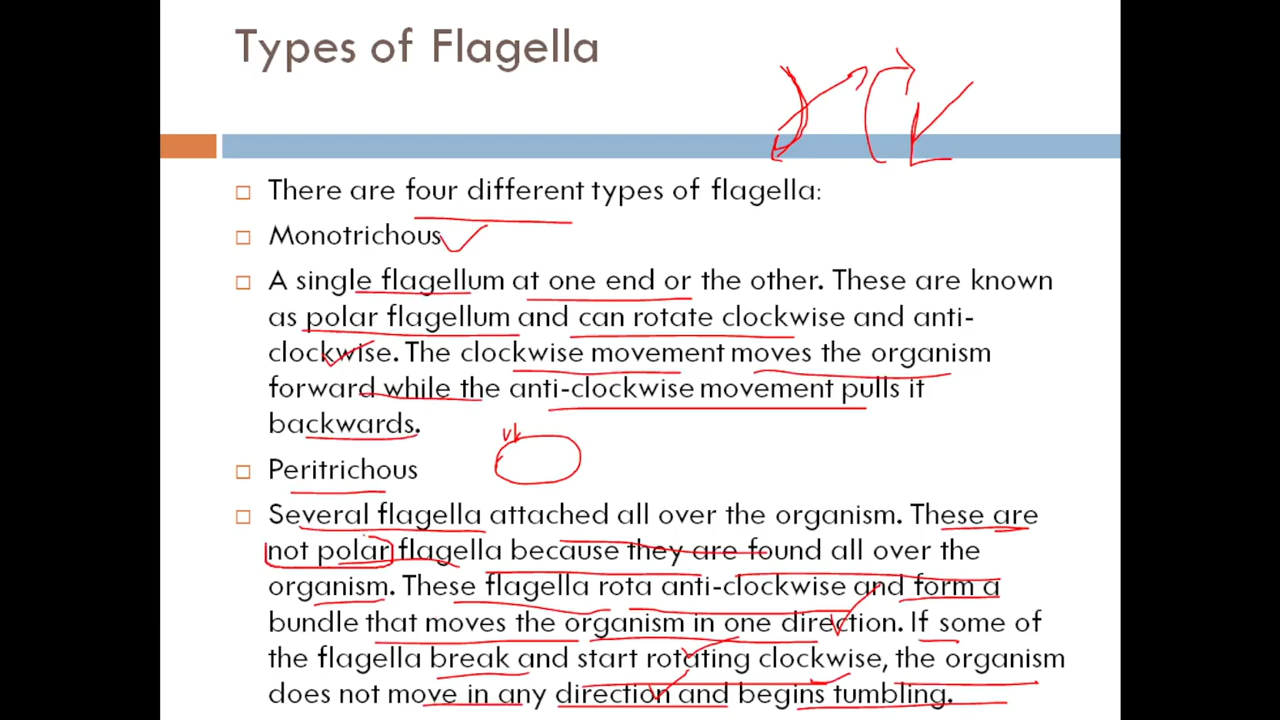 Types of Flagella
There are four different types of flagella:
Monotrichous
A single flagellum at one end or the other. These are known
as polar flagellum and can rotate clockwise and anti-
clockwise. The clockwise movement moves the organism
forward while the anti-clockwise movement pulls it
backwards.
Peritrichous
Several flagella attached all over the organism. These are
not polar flagella because they are found all over the
organism. These flagella rota anti-clockwise and form a
bundle that moves the organism in one direction. If some of
the flagella break and start rotating clockwise, the organism
does not move in any direction and begins tumbling.